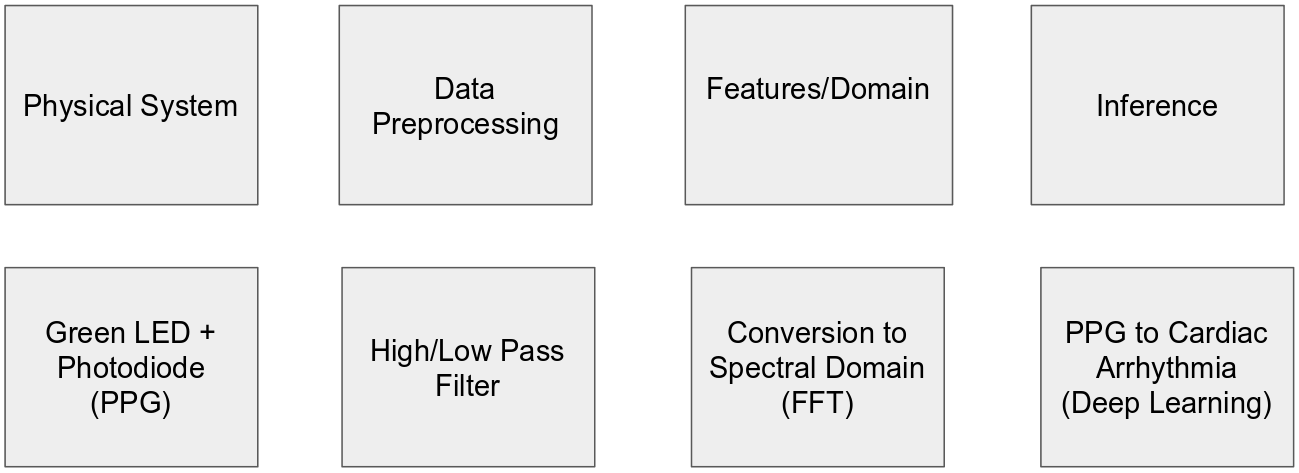 Physical System
Data
Preprocessing
Features/Domain
Inference
Green LED +
Photodiode
(PPG)
High/Low Pass
Filter
Conversion to
Spectral Domain
(FFT)
PPG to Cardiac
Arrhythmia
(Deep Learning)